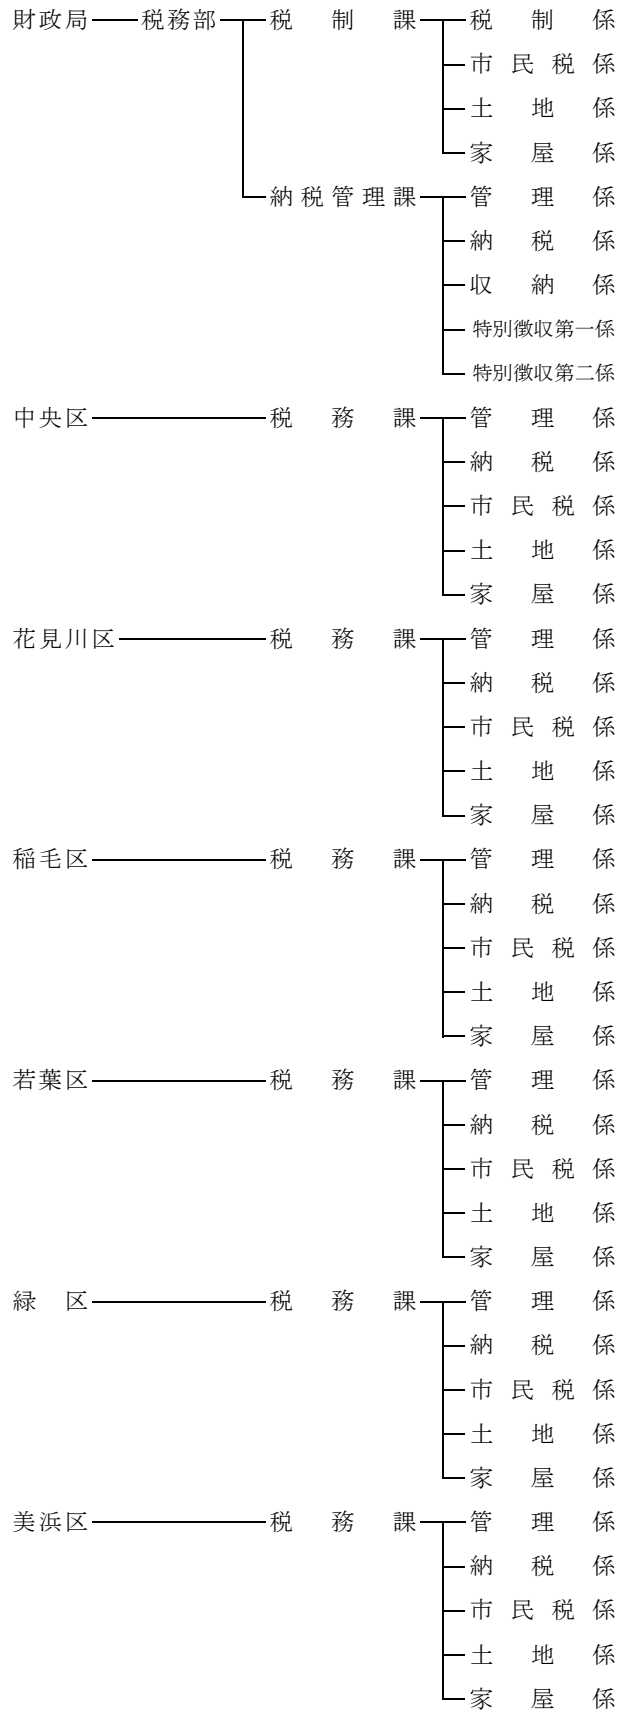 財政局 税務部 税制課 税制係
市民税係
土地係
家屋係
納税管理課 管理係
納税係
収納係
特別徴収第一係
特別徴収第二係
中央区 税務課 管理係
納税係
市民税係
土地係
家屋係
花見川区 税務課 管理係
納税係
市民税係
土地係
家屋係
稲毛区 税務課 管理係
納税係
市民税係
土地係
家屋係
若葉区 税務課 管理係
納税係
市民税係
土地係
家屋係
緑区 税務課 管理係
納税係
市民税係
土地係
家屋係
美浜区 税務課 管理係
納税係
市民税係
土地係
家屋係